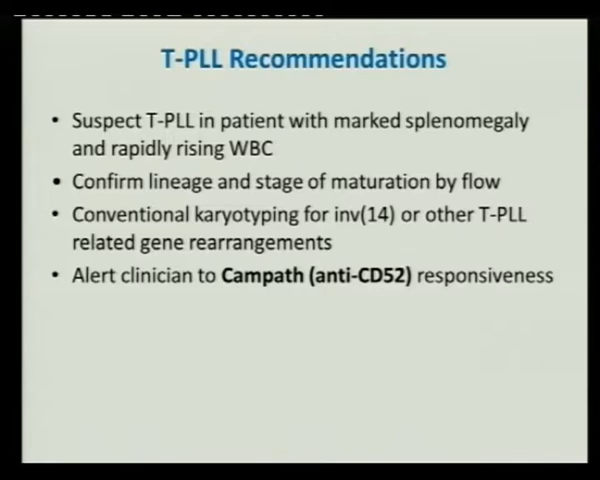 T-PLL Recommendations
• Suspect T-PLL in patient with marked splenomegaly
and rapidly rising WBC
• Confirm lineage and stage of maturation by flow
• Conventional karyotyping for inv(14) or other T-PLL
related gene rearrangements
• Alert clinician to Campath (anti-CD52) responsiveness